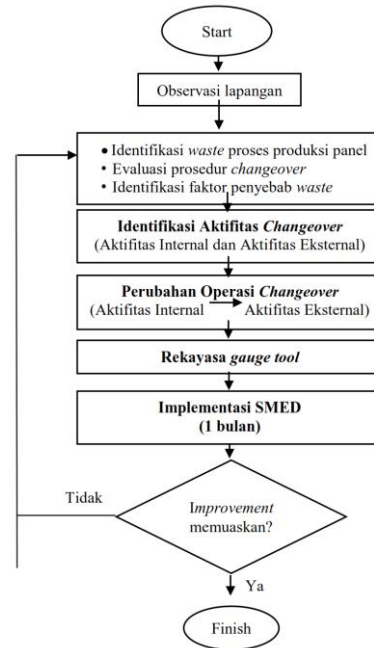 Start
Observasi lapangan
• Identifikasi waste proses produksi panel
• Evaluasi prosedur changeover
• Identifikasi faktor penyebab waste
Identifikasi Aktifitas Changeover
(Aktifitas Internal dan Aktifitas Eksternal)
Perubahan Operasi Changeover
(Aktifitas Internal Aktifitas Eksternal)
Rekayasa gauge tool
Implementasi SMED
(1 bulan)
Tidak
Improvement
memuaskan?
Ya
Finish